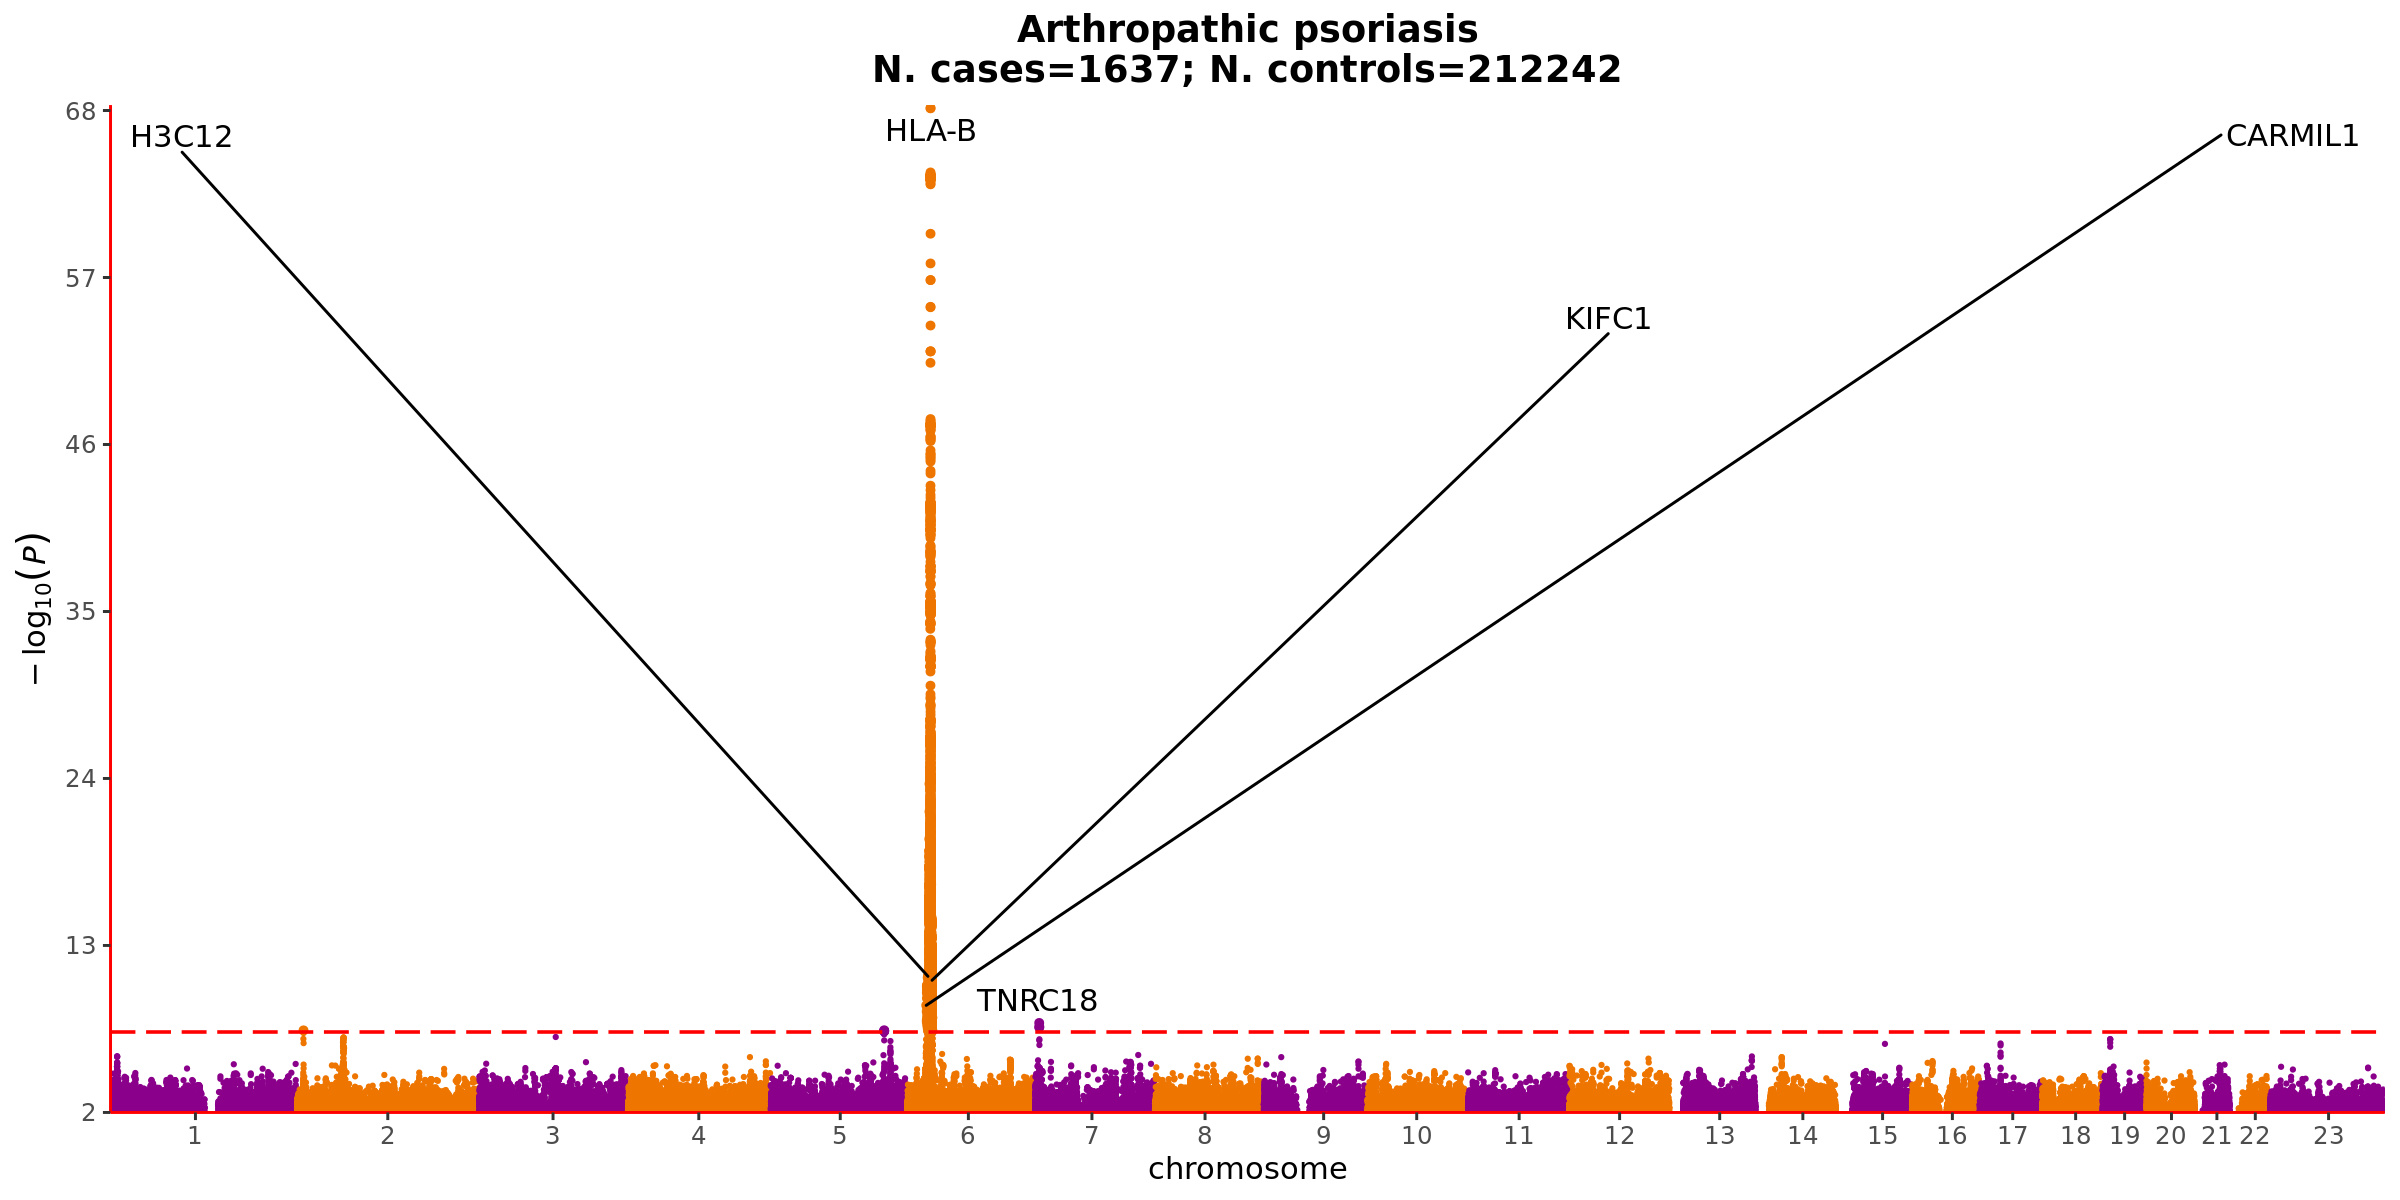 Arthropathic psoriasis
N. cases=1637; N. controls=212242
68
57
46
35
24
13
2
− log10(P)
H3C12
HLA-B
CARMIL1
KIFC1
TNRC18
1 2 3 4 5 6 7 8 9 10 11 12 13 14 15 16 17 18 19 20 21 22 23
chromosome